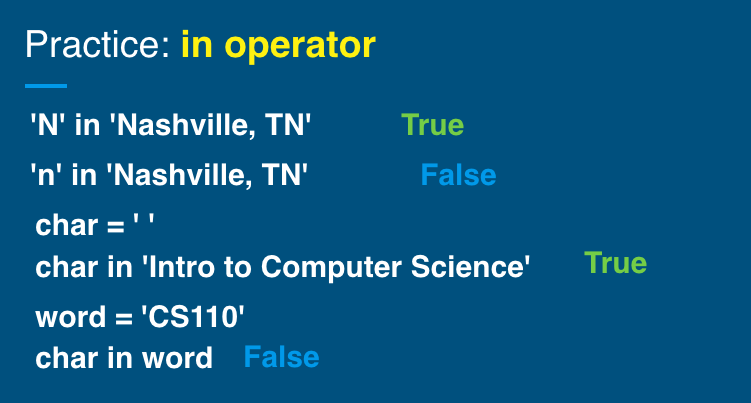 Practice: in operator
'N' in 'Nashville, TN' True
'n' in 'Nashville, TN' False
char = ' '
char in 'Intro to Computer Science' True
word = 'CS110'
char in word False